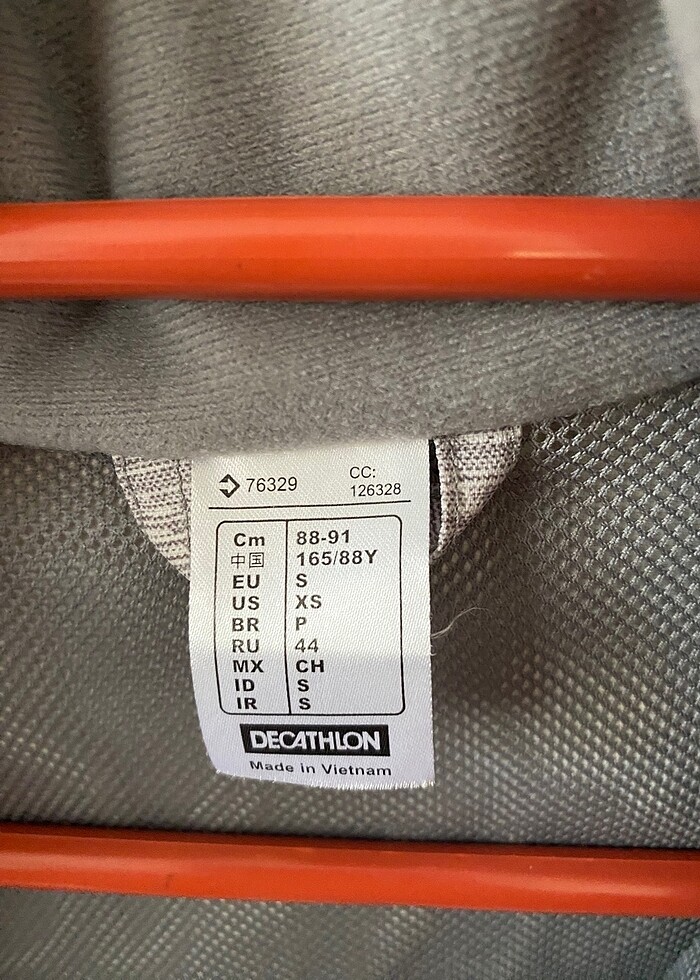 76329
CC:
126328
Cm 88-91
中国 165/88Y
EU S
US XS
BR P
RU 44
MX CH
ID S
IR S
DECATHLON
Made in Vietnam